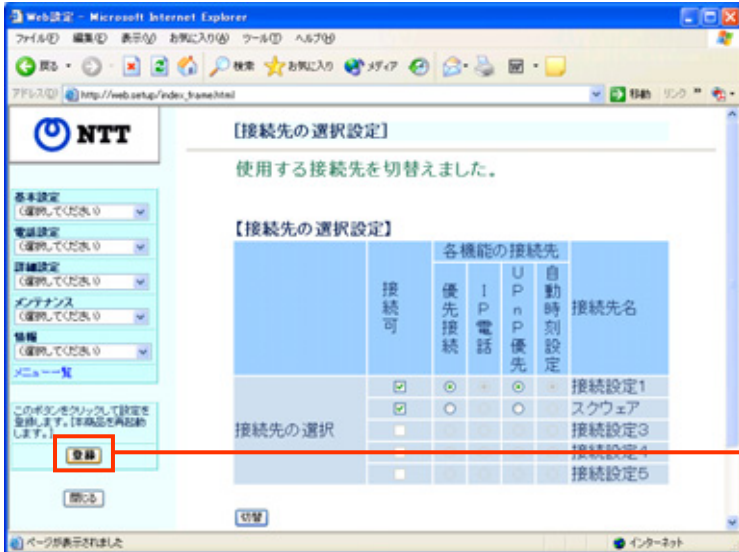 Web設定 - Microsoft Internet Explorer
ファイル(F) 編集(E) 表示(V) お気に入り(A) ツール(T) ヘルプ(H)
戻る 検索 お気に入り メディア
アドレス(D) http://web.setup/index_frame.html 移動 リンク
NTT
基本設定
(選択してください)
電話設定
(選択してください)
詳細設定
(選択してください)
メンテナンス
(選択してください)
情報
(選択してください)
メニュー一覧
このボタンをクリックして設定を
登録します。[本商品を再起動
します。]
登録
閉じる
[接続先の選択設定]
使用する接続先を切替えました。
【接続先の選択設定】
各機能の接続先
接続可
優先接続
IP電話
UPnP優先
自動時刻設定
接続先名
接続先の選択
接続設定1
スクウェア
接続設定3
接続設定4
接続設定5
切替
ページが表示されました
インターネット